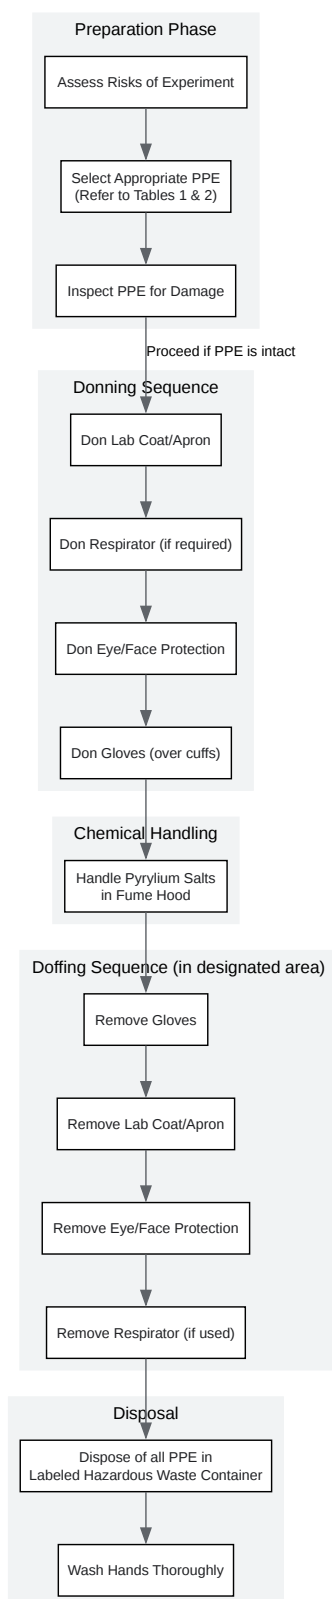 Preparation Phase
Assess Risks of Experiment
Select Appropriate PPE
(Refer to Tables 1 & 2)
Inspect PPE for Damage
Proceed if PPE is intact
Donning Sequence
Don Lab Coat/Apron
Don Respirator (if required)
Don Eye/Face Protection
Don Gloves (over cuffs)
Chemical Handling
Handle Pyrylium Salts
in Fume Hood
Doffing Sequence (in designated area)
Remove Gloves
Remove Lab Coat/Apron
Remove Eye/Face Protection
Remove Respirator (if used)
Disposal
Dispose of all PPE in
Labeled Hazardous Waste Container
Wash Hands Thoroughly